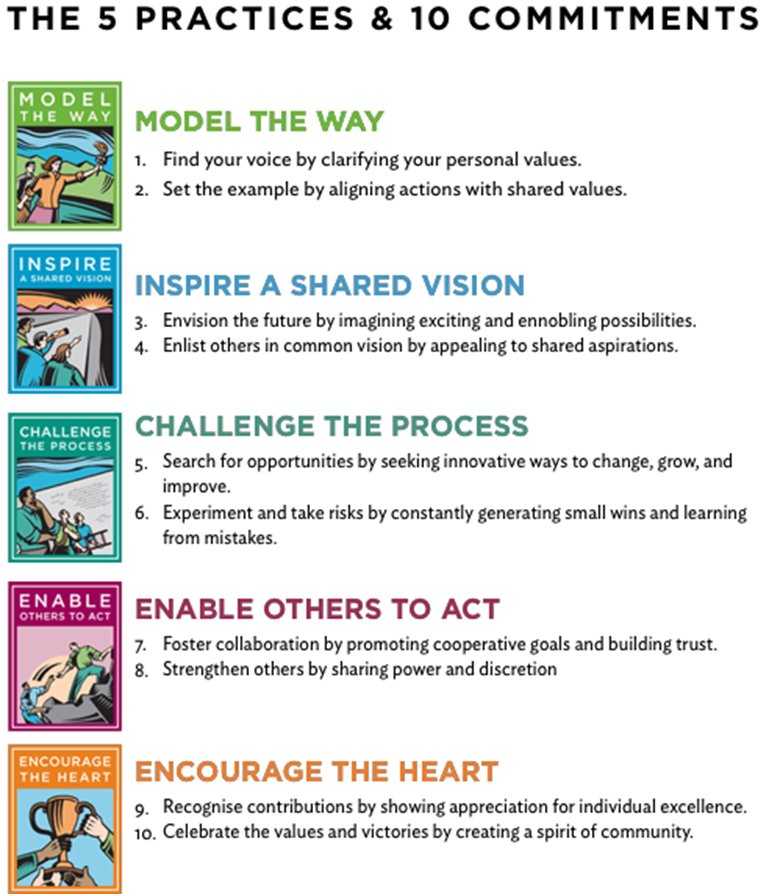 THE 5 PRACTICES & 10 COMMITMENTS
MODEL
THE WAY
MODEL THE WAY
1. Find your voice by clarifying your personal values.
2. Set the example by aligning actions with shared values.
INSPIRE
A SHARED VISION
INSPIRE A SHARED VISION
3. Envision the future by imagining exciting and ennobling possibilities.
4. Enlist others in common vision by appealing to shared aspirations.
CHALLENGE
THE PROCESS
CHALLENGE THE PROCESS
5. Search for opportunities by seeking innovative ways to change, grow, and
improve.
6. Experiment and take risks by constantly generating small wins and learning
from mistakes.
ENABLE
OTHERS TO ACT
ENABLE OTHERS TO ACT
7. Foster collaboration by promoting cooperative goals and building trust.
8. Strengthen others by sharing power and discretion
ENCOURAGE
THE HEART
ENCOURAGE THE HEART
9. Recognise contributions by showing appreciation for individual excellence.
10. Celebrate the values and victories by creating a spirit of community.